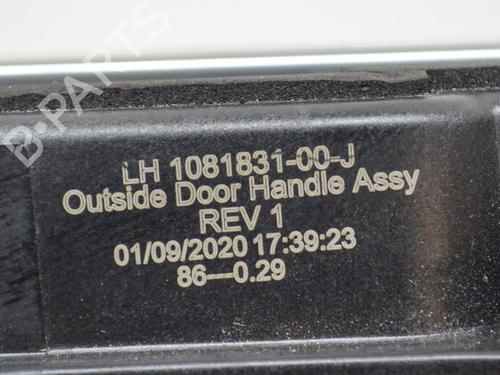 B-PARTS
LH 1081831-00-J
Outside Door Handle Assy
REV 1
01/09/2020 17:39:23
86—0.29